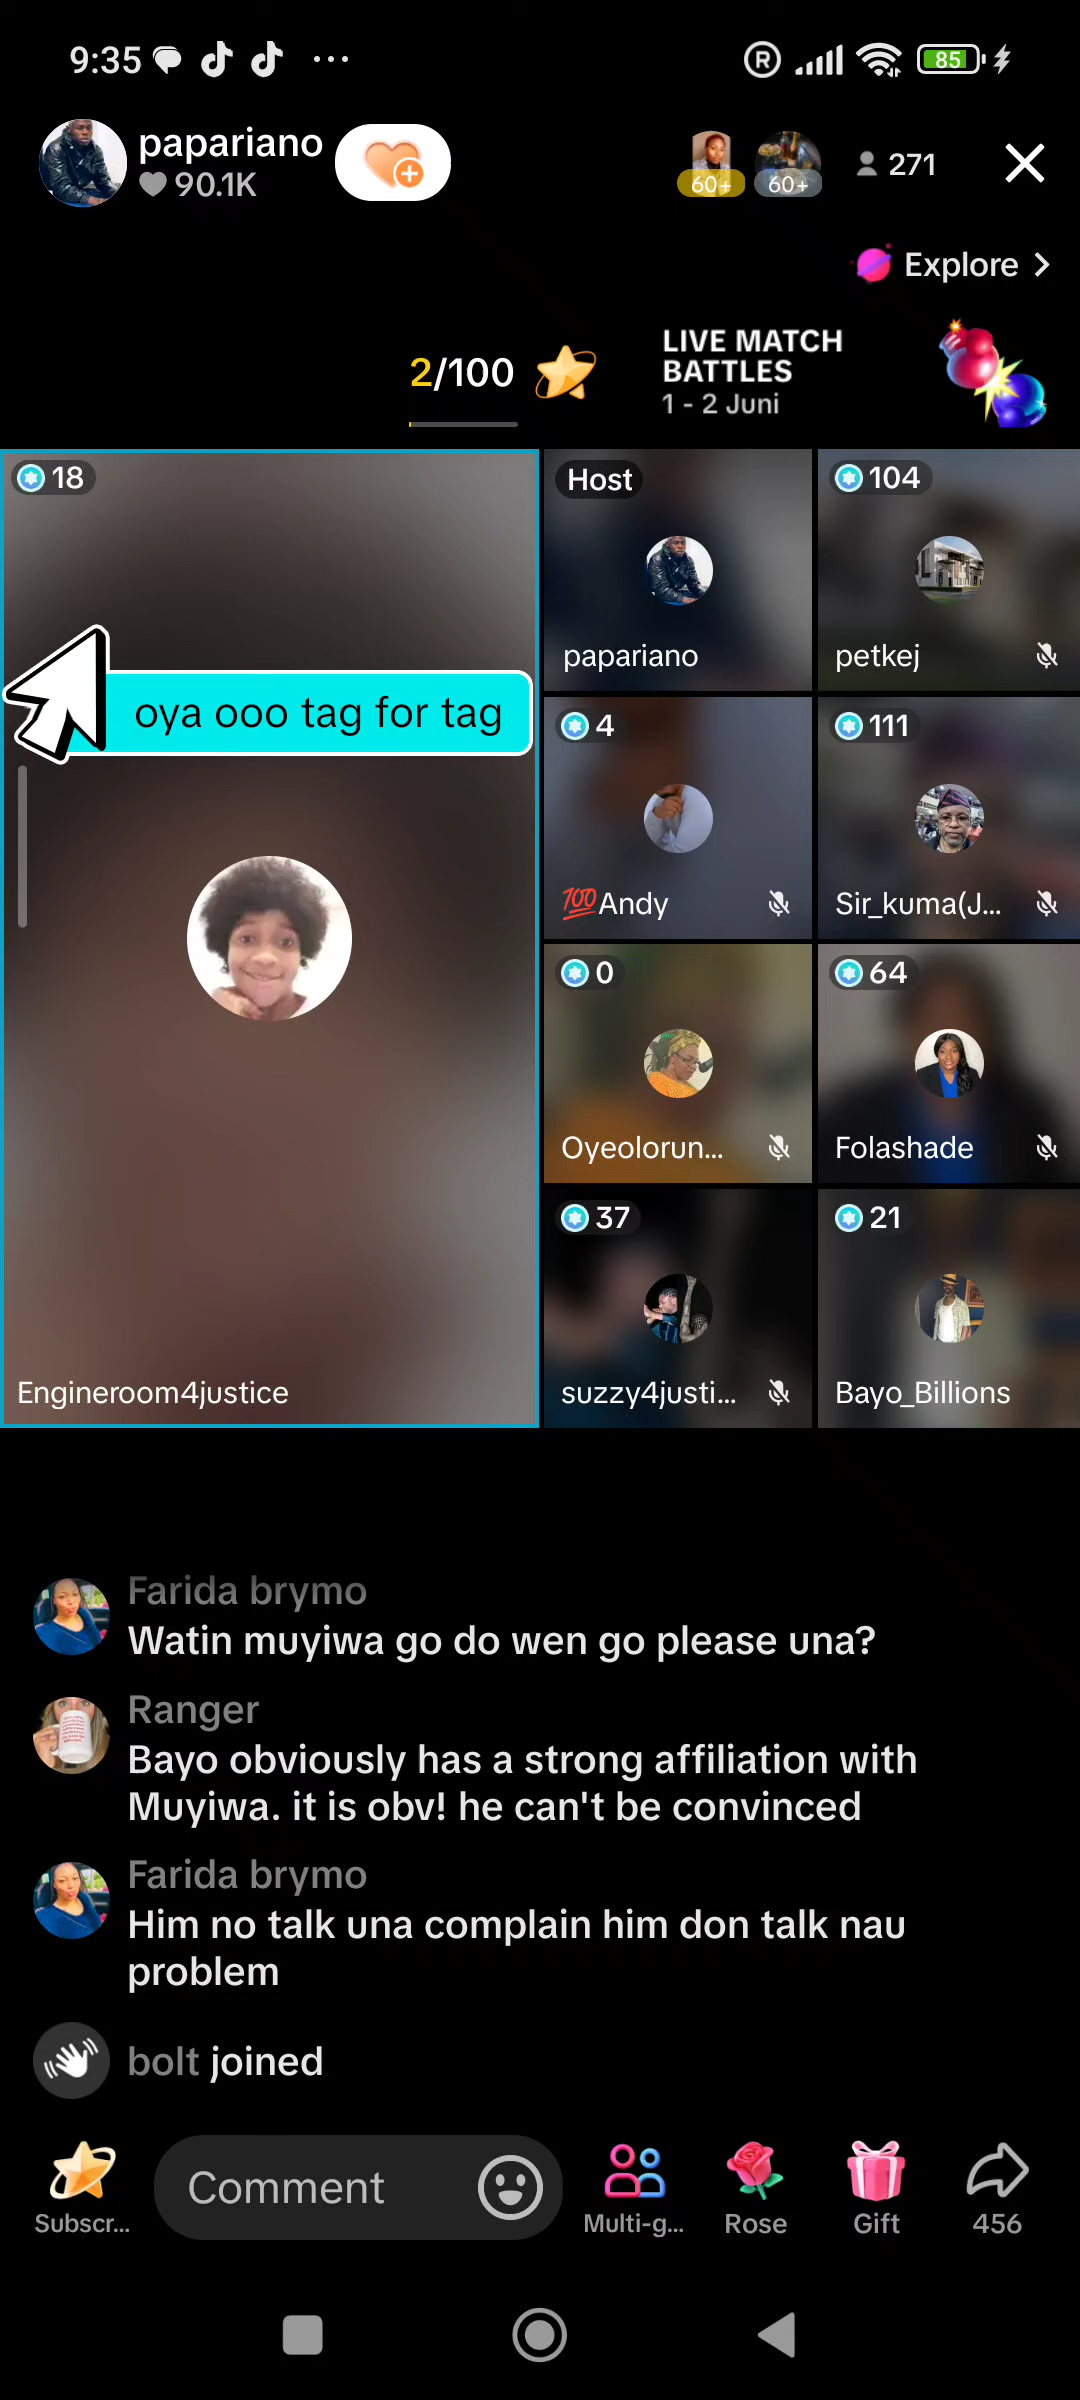 9:35
85
papariano
90.1K
60+
60+
271
Explore
2/100
LIVE MATCH
BATTLES
1 - 2 Juni
18
oya ooo tag for tag
Engineroom4justice
Host
papariano
104
petkej
4
💯Andy
111
Sir_kuma(J...
0
Oyeolorun...
64
Folashade
37
suzzy4justi...
21
Bayo_Billions
Farida brymo
Watin muyiwa go do wen go please una?
Ranger
Bayo obviously has a strong affiliation with
Muyiwa. it is obv! he can't be convinced
Farida brymo
Him no talk una complain him don talk nau
problem
bolt joined
Subscr...
Comment
Multi-g...
Rose
Gift
456